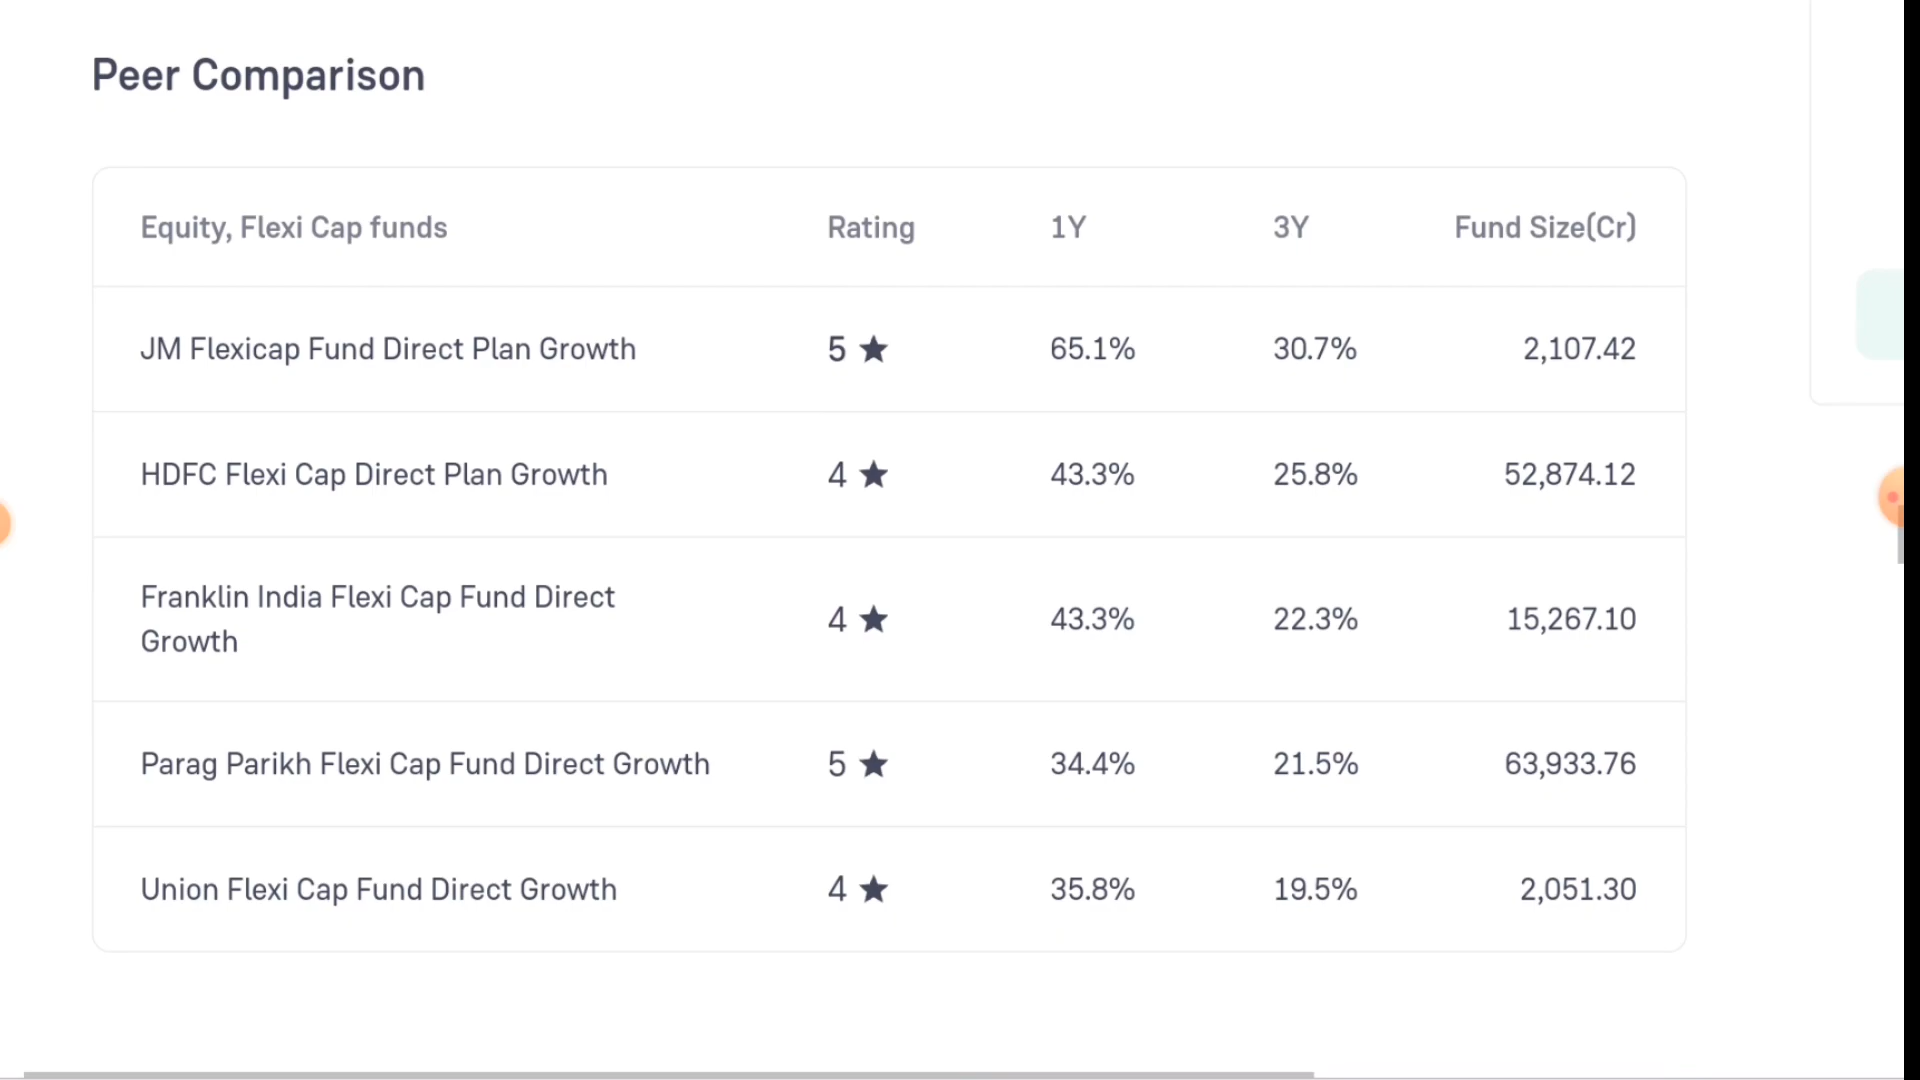 Peer Comparison
Equity, Flexi Cap funds Rating 1Y 3Y Fund Size(Cr)
JM Flexicap Fund Direct Plan Growth 5 ★ 65.1% 30.7% 2,107.42
HDFC Flexi Cap Direct Plan Growth 4 ★ 43.3% 25.8% 52,874.12
Franklin India Flexi Cap Fund Direct
Growth 4 ★ 43.3% 22.3% 15,267.10
Parag Parikh Flexi Cap Fund Direct Growth 5 ★ 34.4% 21.5% 63,933.76
Union Flexi Cap Fund Direct Growth 4 ★ 35.8% 19.5% 2,051.30